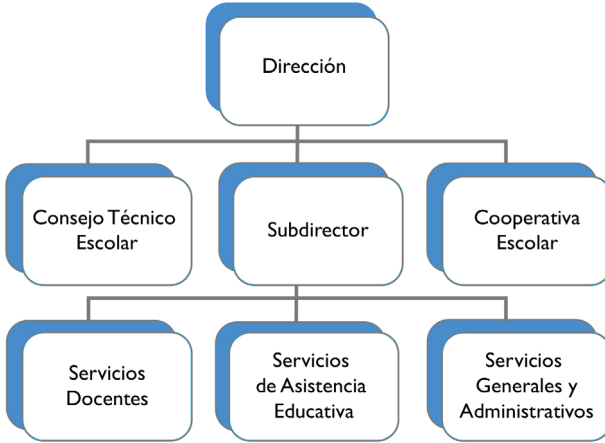 Dirección
Consejo Técnico
Escolar
Subdirector
Cooperativa
Escolar
Servicios
Docentes
Servicios
de Asistencia
Educativa
Servicios
Generales y
Administrativos